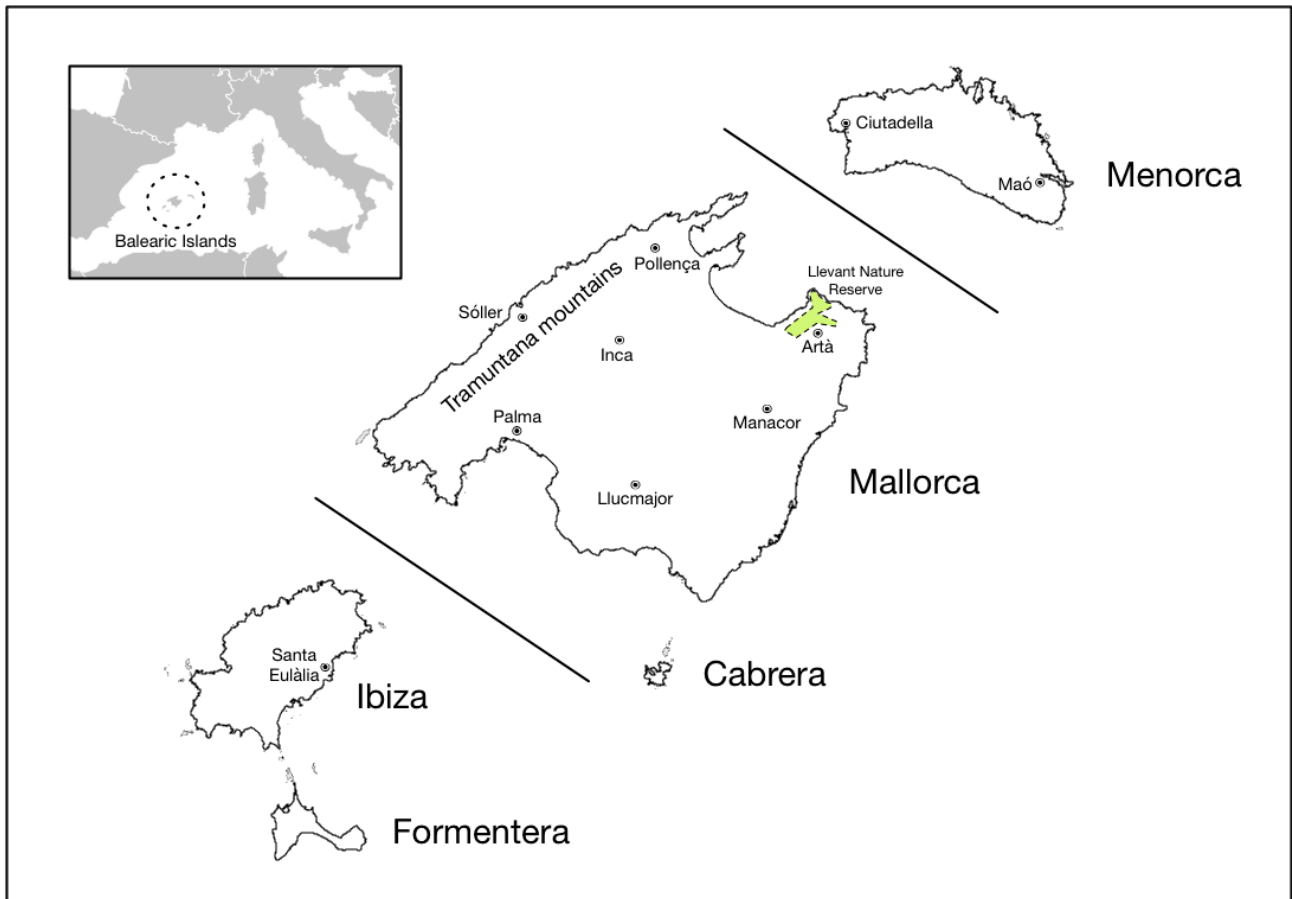 Balearic Islands
Ciutadella
Maó
Menorca
Pollença
Llevant Nature
Reserve
Sóller
Tramuntana mountains
Inca
Artà
Palma
Manacor
Llucmajor
Mallorca
Santa
Eulàlia
Ibiza
Cabrera
Formentera